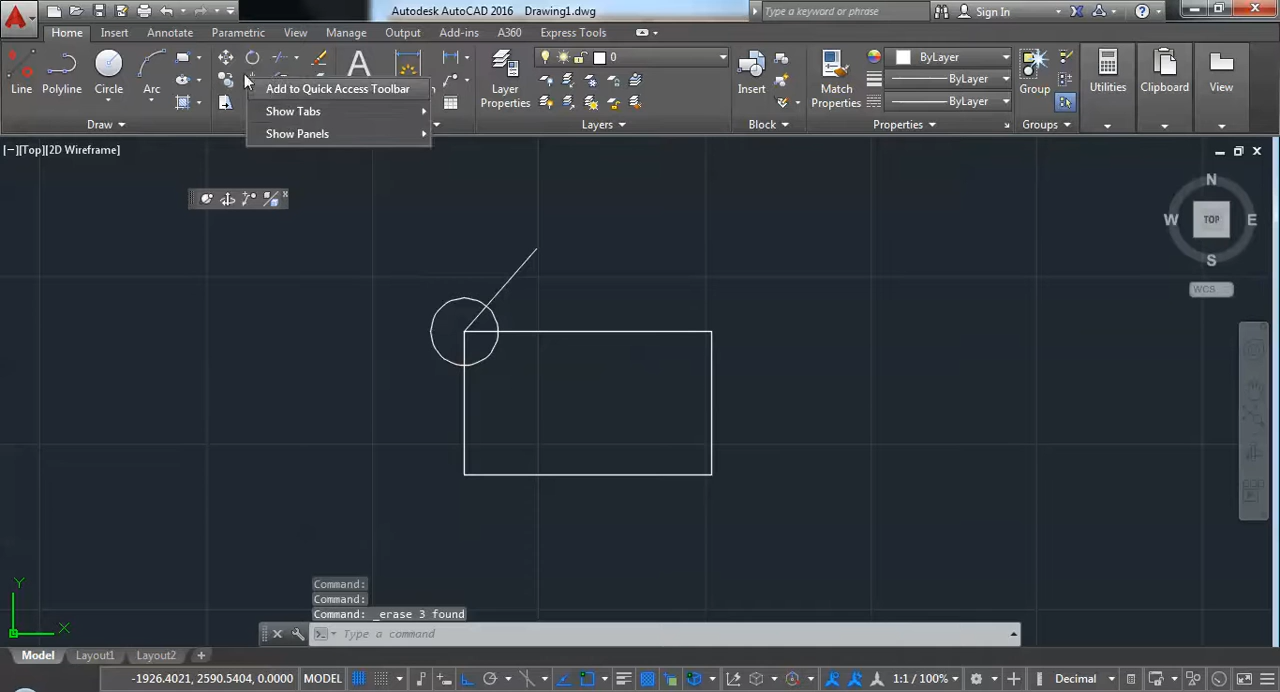 Autodesk AutoCAD 2016 Drawing1.dwg
Type a keyword or phrase
Sign In
Home Insert Annotate Parametric View Manage Output Add-ins A360 Express Tools
Line Polyline Circle Arc
A
Layer Properties
0
Insert
Match Properties
ByLayer
ByLayer
ByLayer
Group
Utilities
Clipboard
View
Draw
Layers
Block
Properties
Groups
Add to Quick Access Toolbar
Show Tabs
Show Panels
[−][Top][2D Wireframe]
N
W TOP E
S
WCS
Y
X
Command:
Command:
Command: _erase 3 found
Type a command
Model Layout1 Layout2 +
-1926.4021, 2590.5404, 0.0000 MODEL 1:1 / 100% Decimal